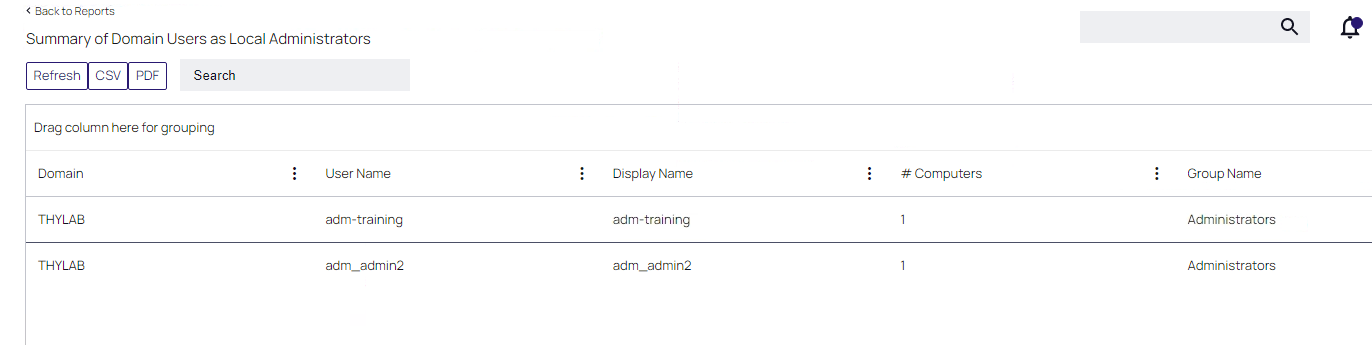 Back to Reports
Summary of Domain Users as Local Administrators
Refresh CSV PDF Search
Drag column here for grouping
Domain User Name Display Name # Computers Group Name
THYLAB adm-training adm-training 1 Administrators
THYLAB adm_admin2 adm_admin2 1 Administrators